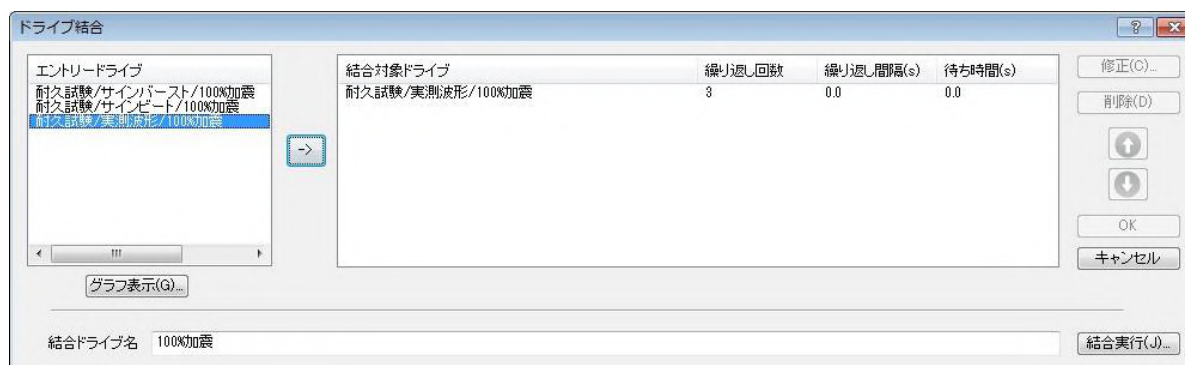 ドライブ結合
エントリードライブ
耐久試験/サインバースト/100%加震
耐久試験/サインビート/100%加震
耐久試験/実測波形/100%加震
->
グラフ表示(G)...
結合対象ドライブ 繰り返し回数 繰り返し間隔(s) 待ち時間(s)
耐久試験/実測波形/100%加震 3 0.0 0.0
修正(C)...
削除(D)
OK
キャンセル
結合ドライブ名 100%加震
結合実行(J)...